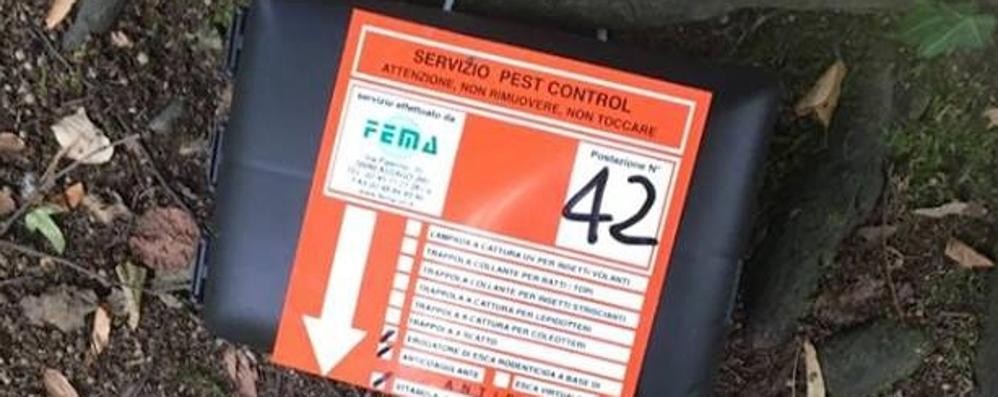 SERVIZIO PEST CONTROL
ATTENZIONE, NON RIMUOVERE, NON TOCCARE
servizio effettuato da
FEMA
Postazione N°
42
LAMPADA A CATTURA UV PER INSETTI VOLANTI
TRAPPOLA COLLANTE PER RATTI / TOPI
TRAPPOLA COLLANTE PER INSETTI STRISCIANTI
TRAPPOLA A CATTURA PER LEPIDOTTERI
TRAPPOLA A CATTURA PER COLEOTTERI
TRAPPOLA A SCATTO
EROGATORE DI ESCA RODENTICIDA A BASE DI
ANTICOAGULANTE
ESCA VIRTUALE